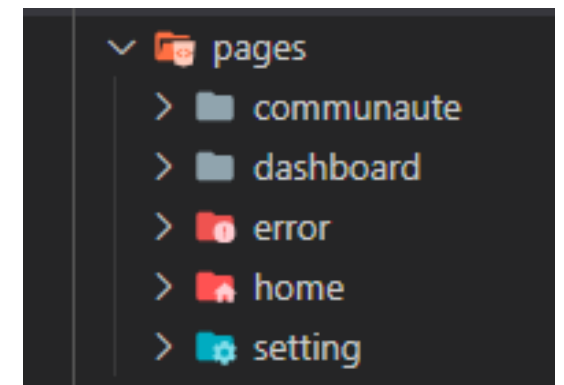 pages
communaute
dashboard
error
home
setting